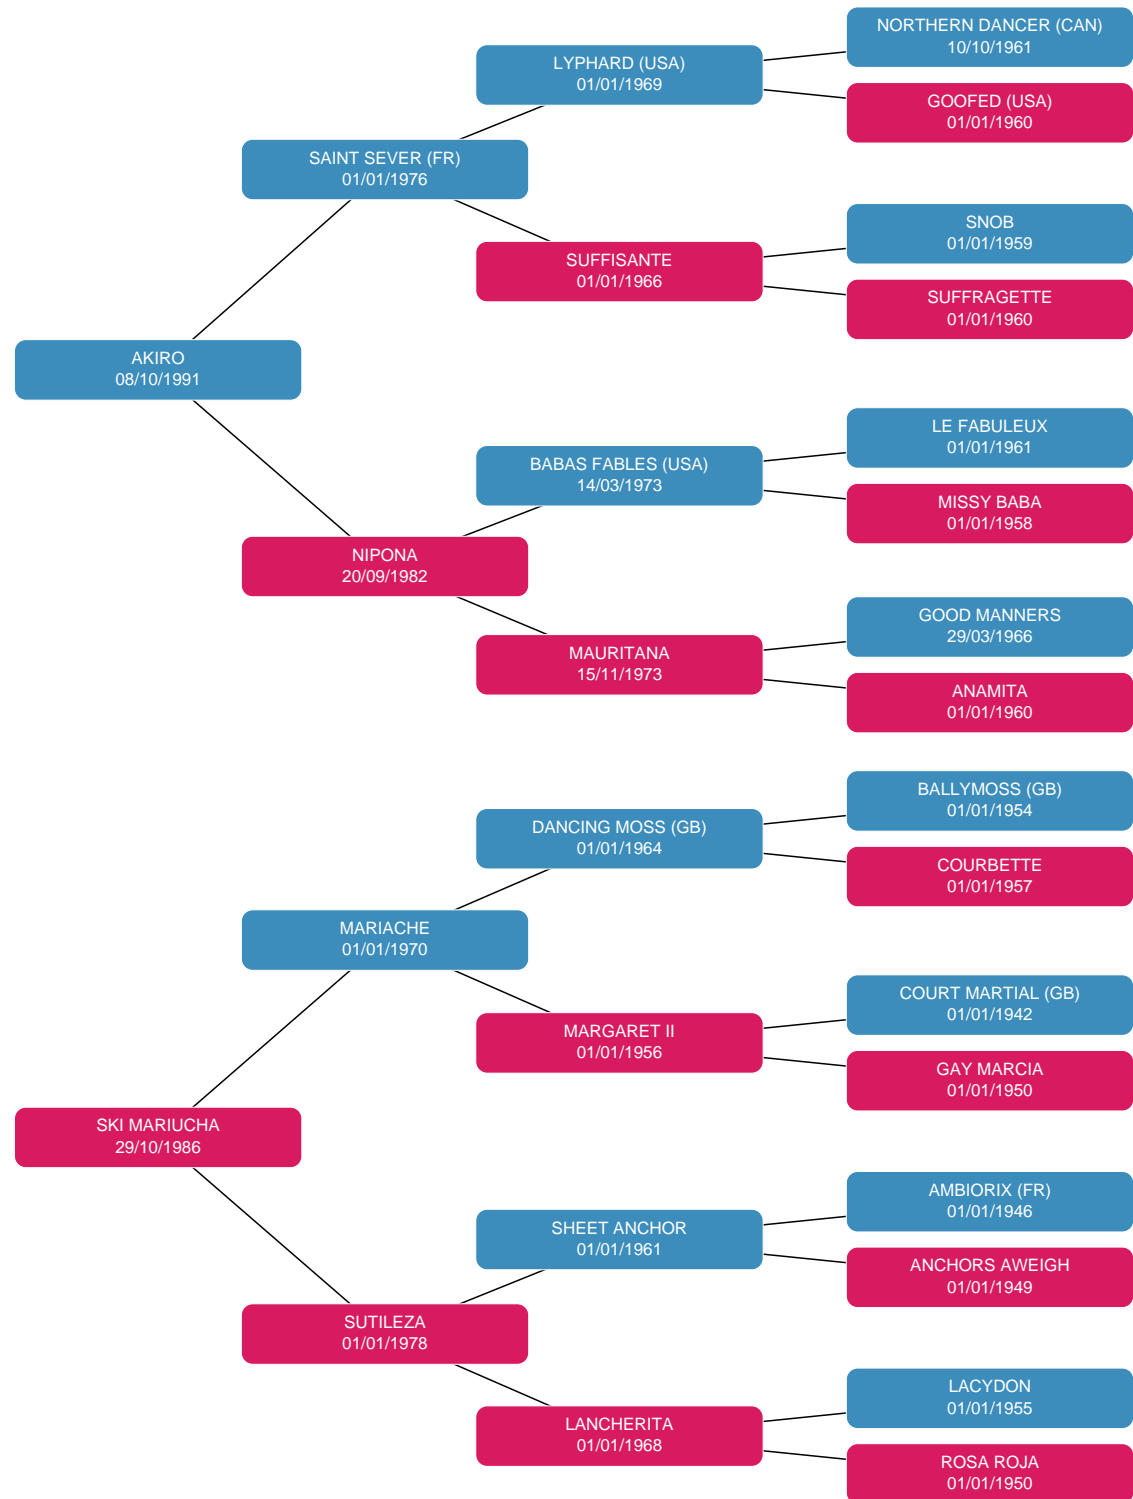 NORTHERN DANCER (CAN)
10/10/1961
LYPHARD (USA)
01/01/1969
GOOFED (USA)
01/01/1960
SAINT SEVER (FR)
01/01/1976
SNOB
01/01/1959
SUFFISANTE
01/01/1966
SUFFRAGETTE
01/01/1960
AKIRO
08/10/1991
LE FABULEUX
01/01/1961
BABAS FABLES (USA)
14/03/1973
MISSY BABA
01/01/1958
NIPONA
20/09/1982
GOOD MANNERS
29/03/1966
MAURITANA
15/11/1973
ANAMITA
01/01/1960
BALLYMOSS (GB)
01/01/1954
DANCING MOSS (GB)
01/01/1964
COURBETTE
01/01/1957
MARIACHE
01/01/1970
COURT MARTIAL (GB)
01/01/1942
MARGARET II
01/01/1956
GAY MARCIA
01/01/1950
SKI MARIUCHA
29/10/1986
AMBIORIX (FR)
01/01/1946
SHEET ANCHOR
01/01/1961
ANCHORS AWEIGH
01/01/1949
SUTILEZA
01/01/1978
LACYDON
01/01/1955
LANCHERITA
01/01/1968
ROSA ROJA
01/01/1950